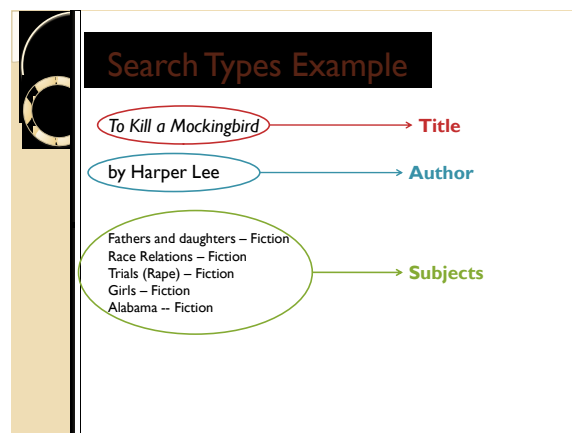 Search Types Example
To Kill a Mockingbird
Title
by Harper Lee
Author
Fathers and daughters – Fiction
Race Relations – Fiction
Trials (Rape) – Fiction
Girls – Fiction
Alabama -- Fiction
Subjects